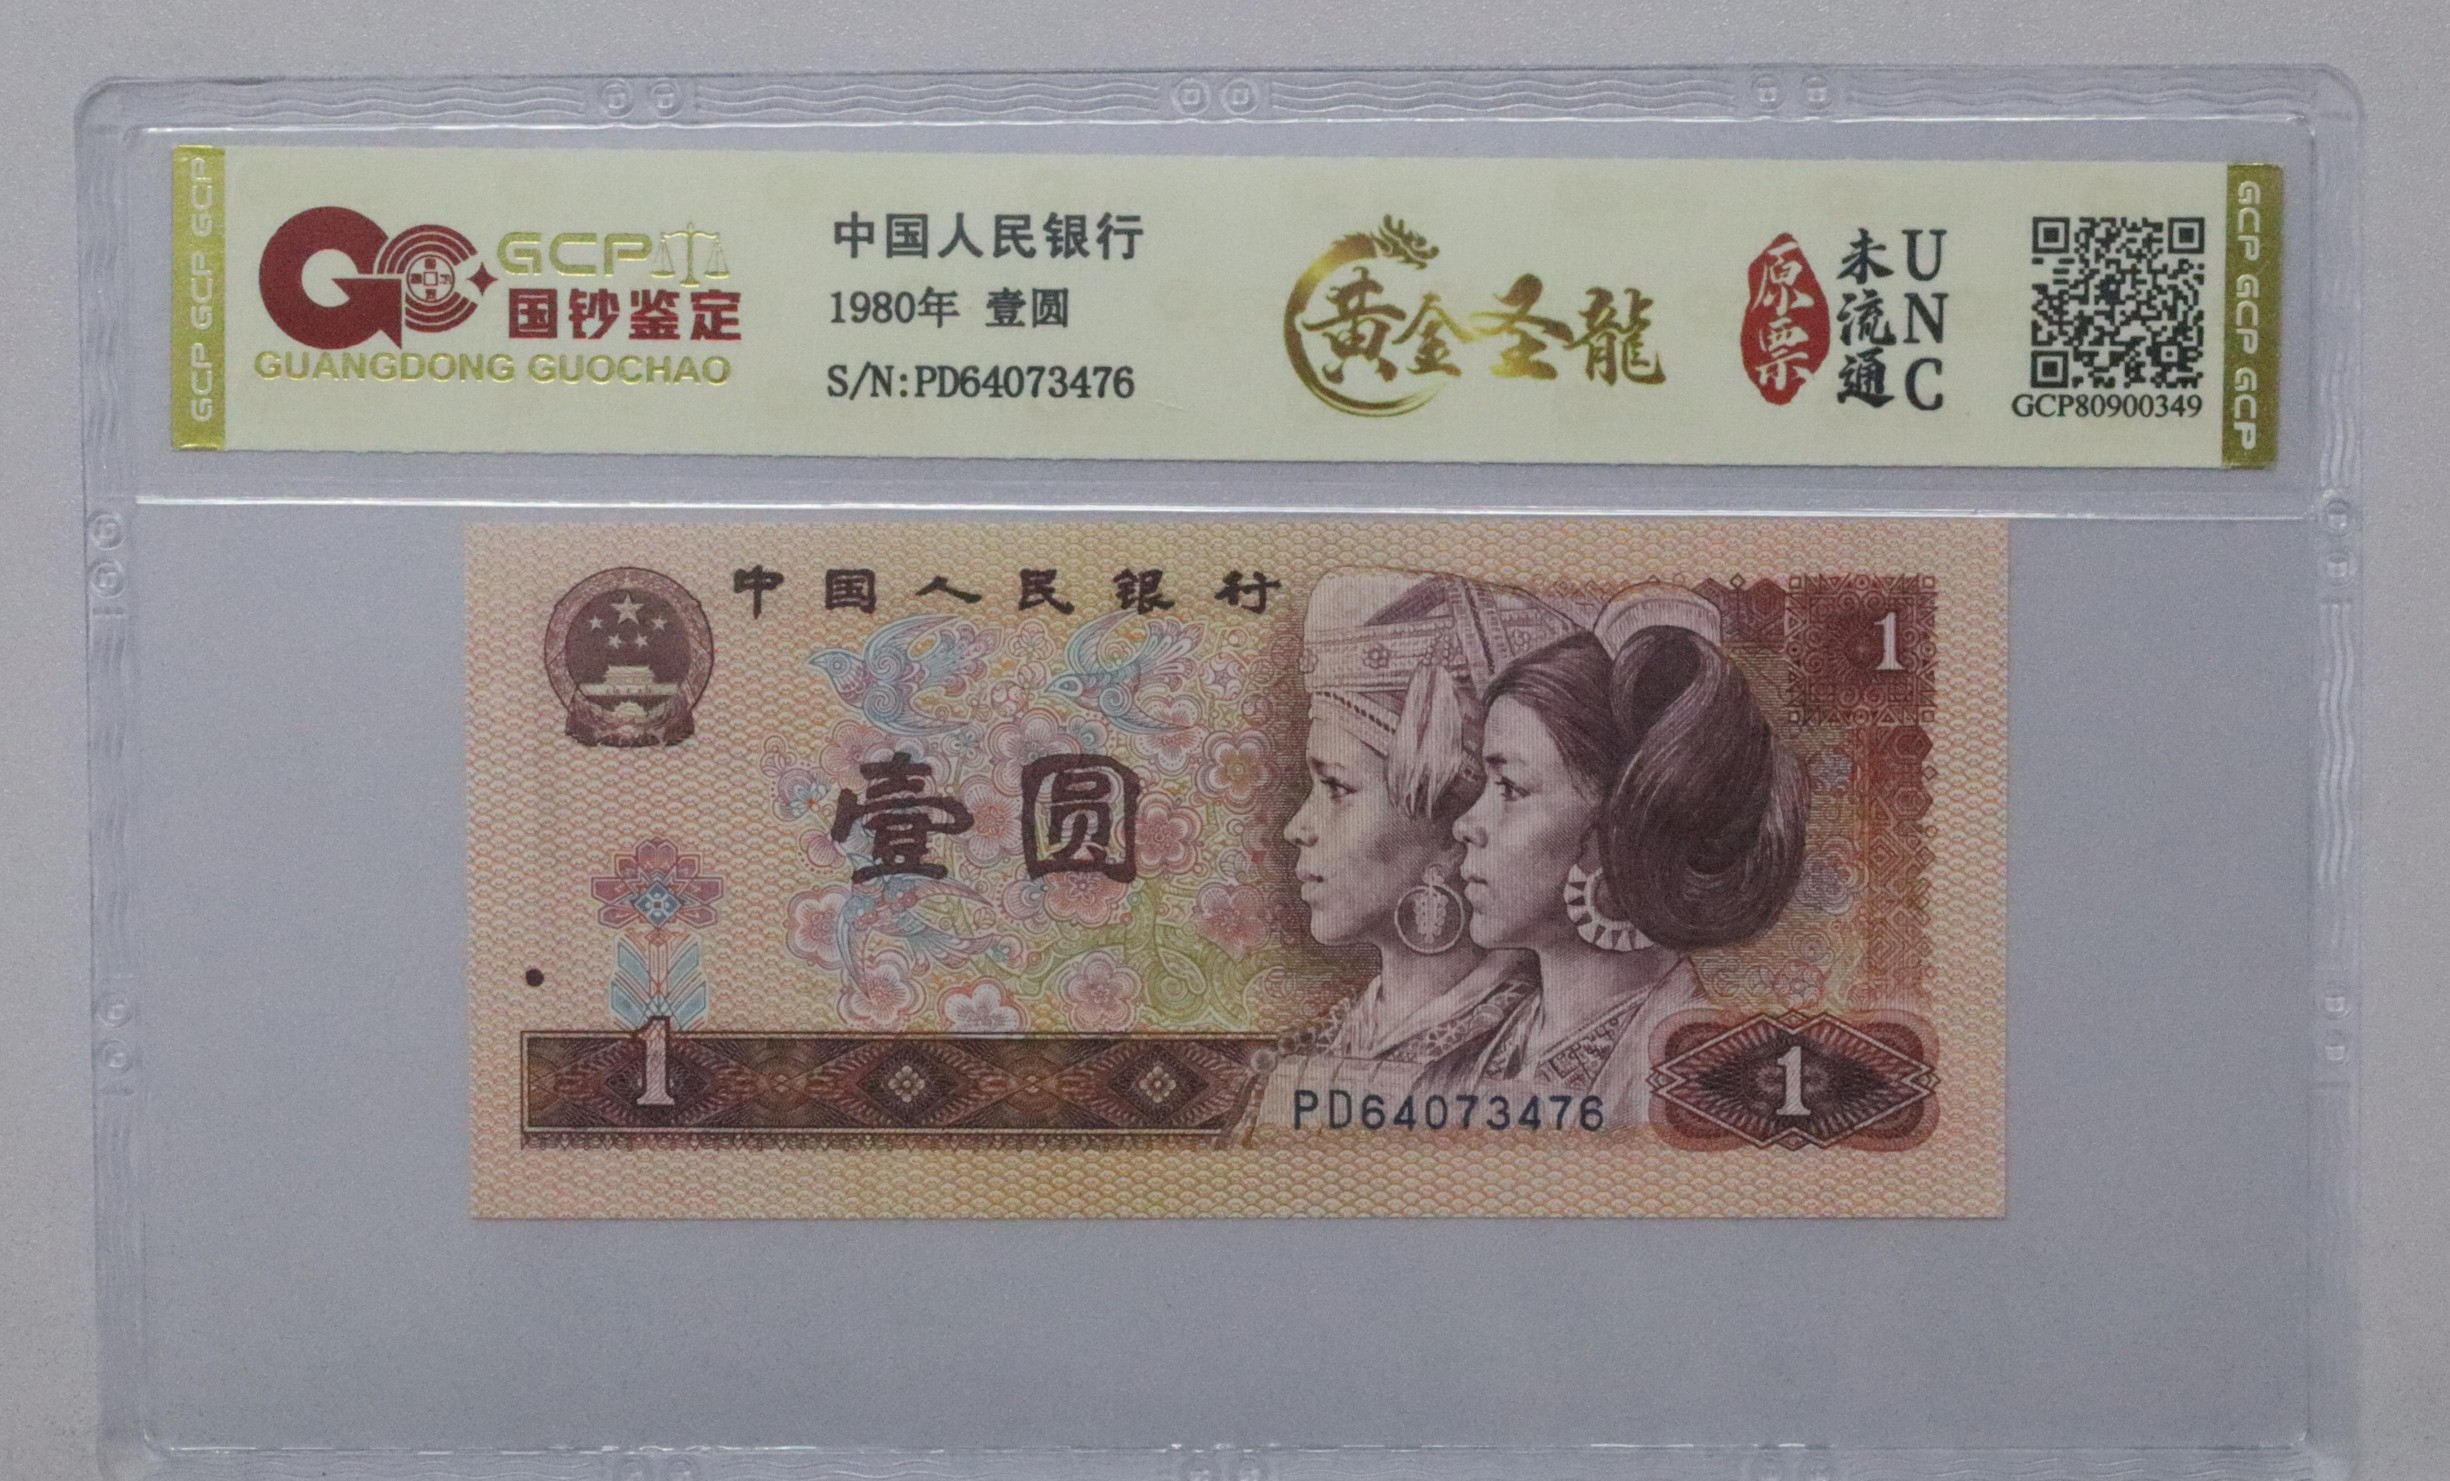 GCP GCP GCP
GCP
国钞鉴定
GUANGDONG GUOCHAO
中国人民银行
1980年 壹圆
S/N:PD64073476
黄金圣龍
原票
未流通
UNC
GCP80900349
GCP GCP GCP
中国人民银行
1
壹圆
1
PD64073476
1